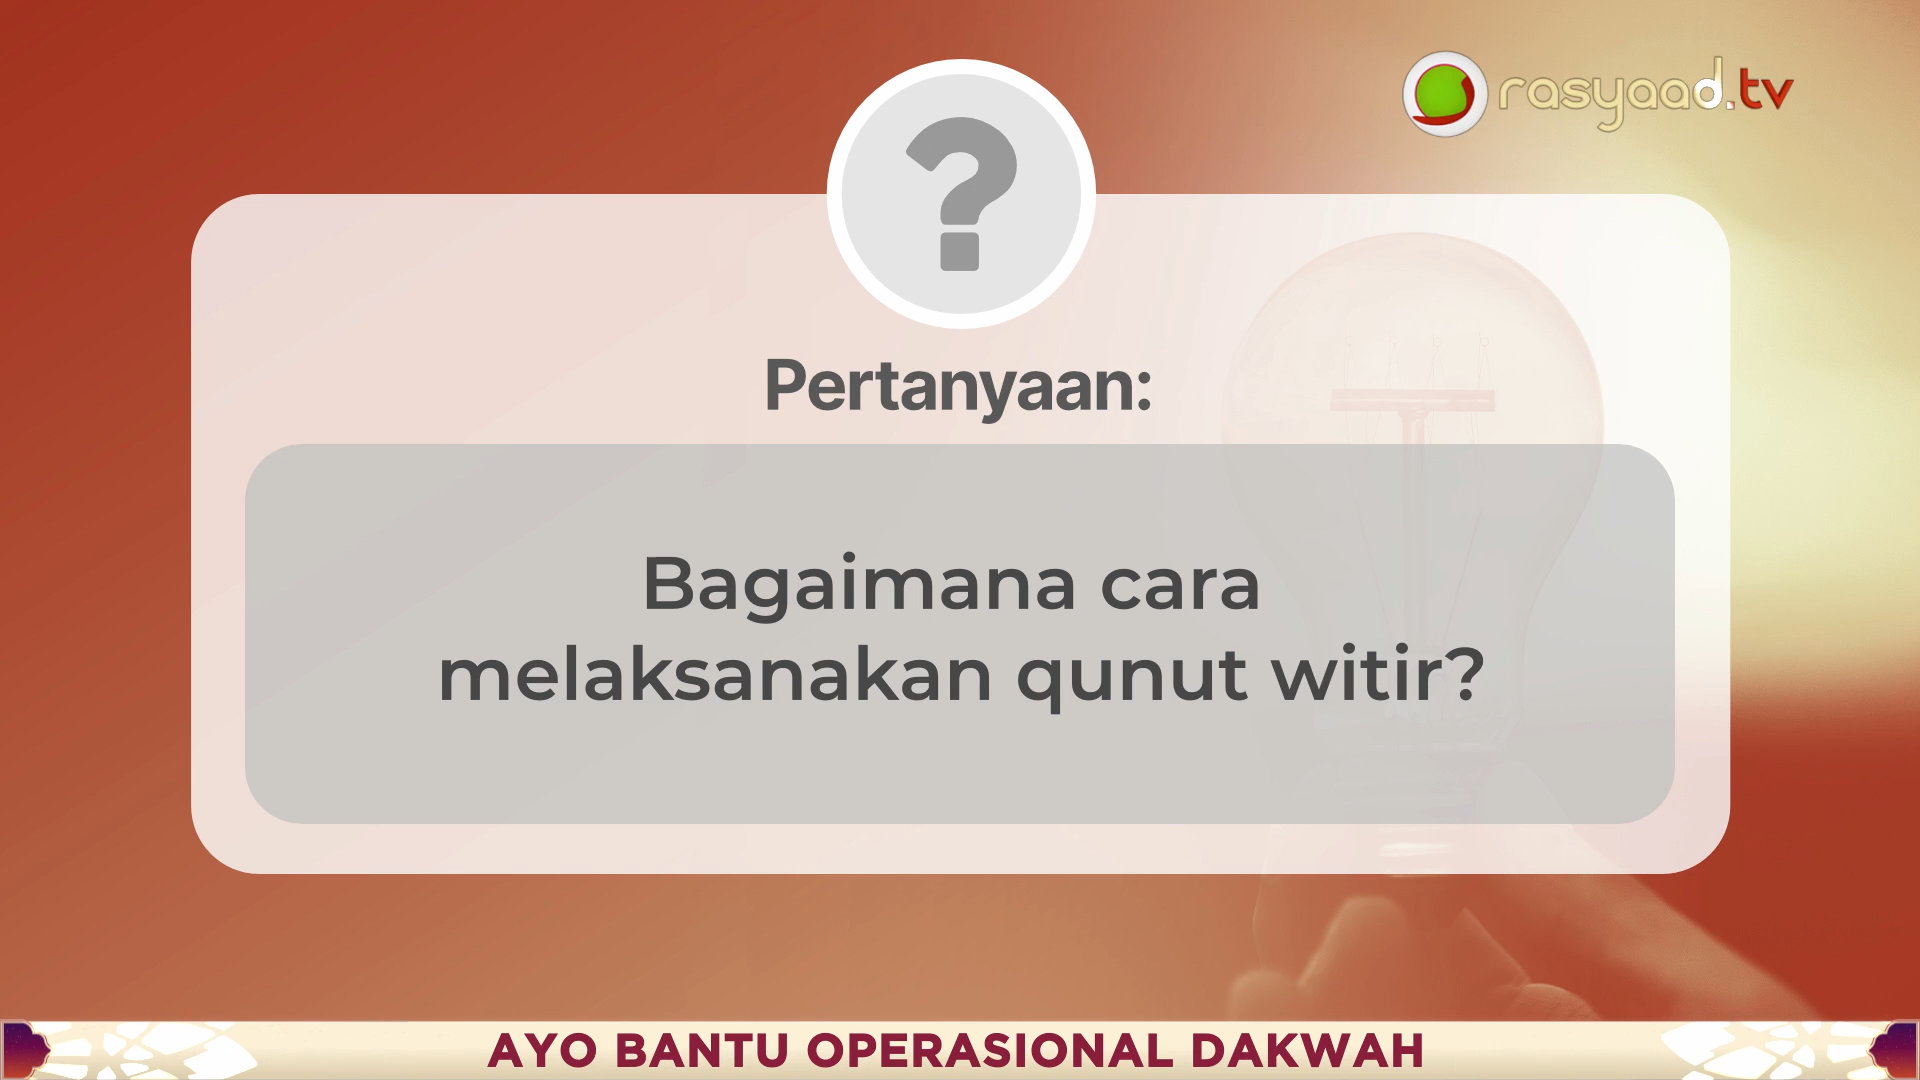 rasyaad.tv
?
Pertanyaan:
Bagaimana cara
melaksanakan qunut witir?
AYO BANTU OPERASIONAL DAKWAH